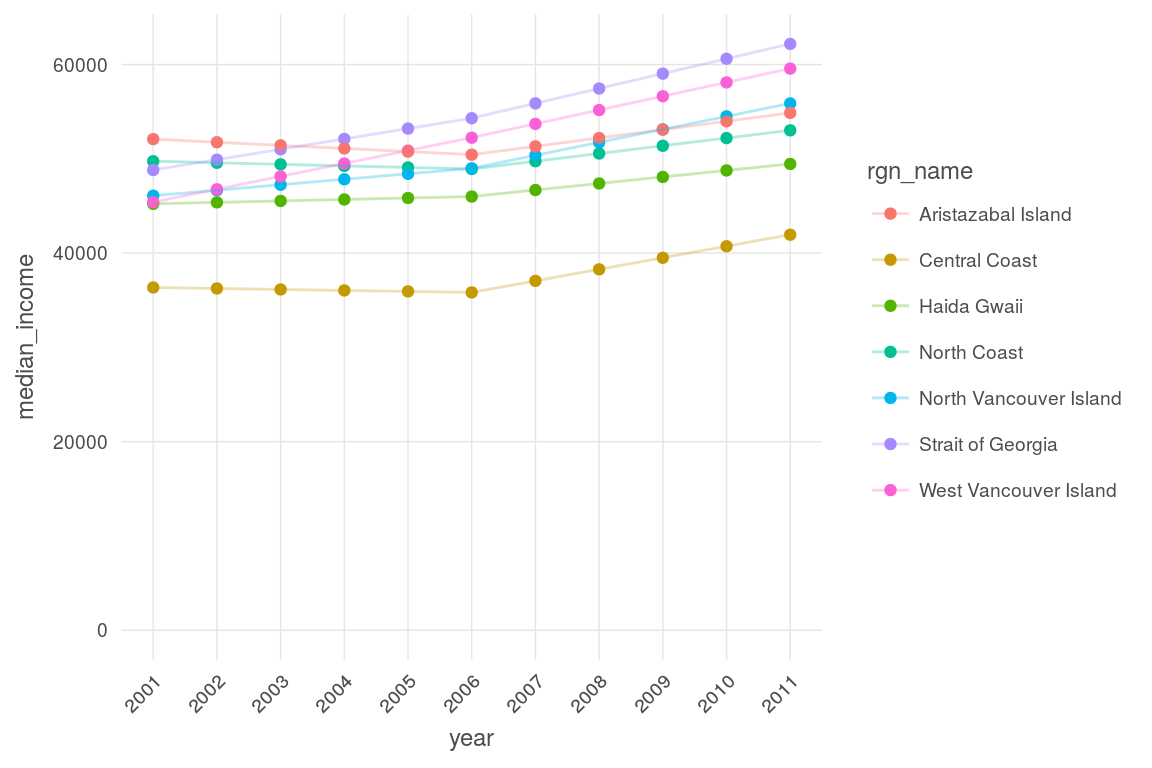 60000
40000
20000
0
median_income
2001 2002 2003 2004 2005 2006 2007 2008 2009 2010 2011
year
rgn_name
Aristazabal Island
Central Coast
Haida Gwaii
North Coast
North Vancouver Island
Strait of Georgia
West Vancouver Island